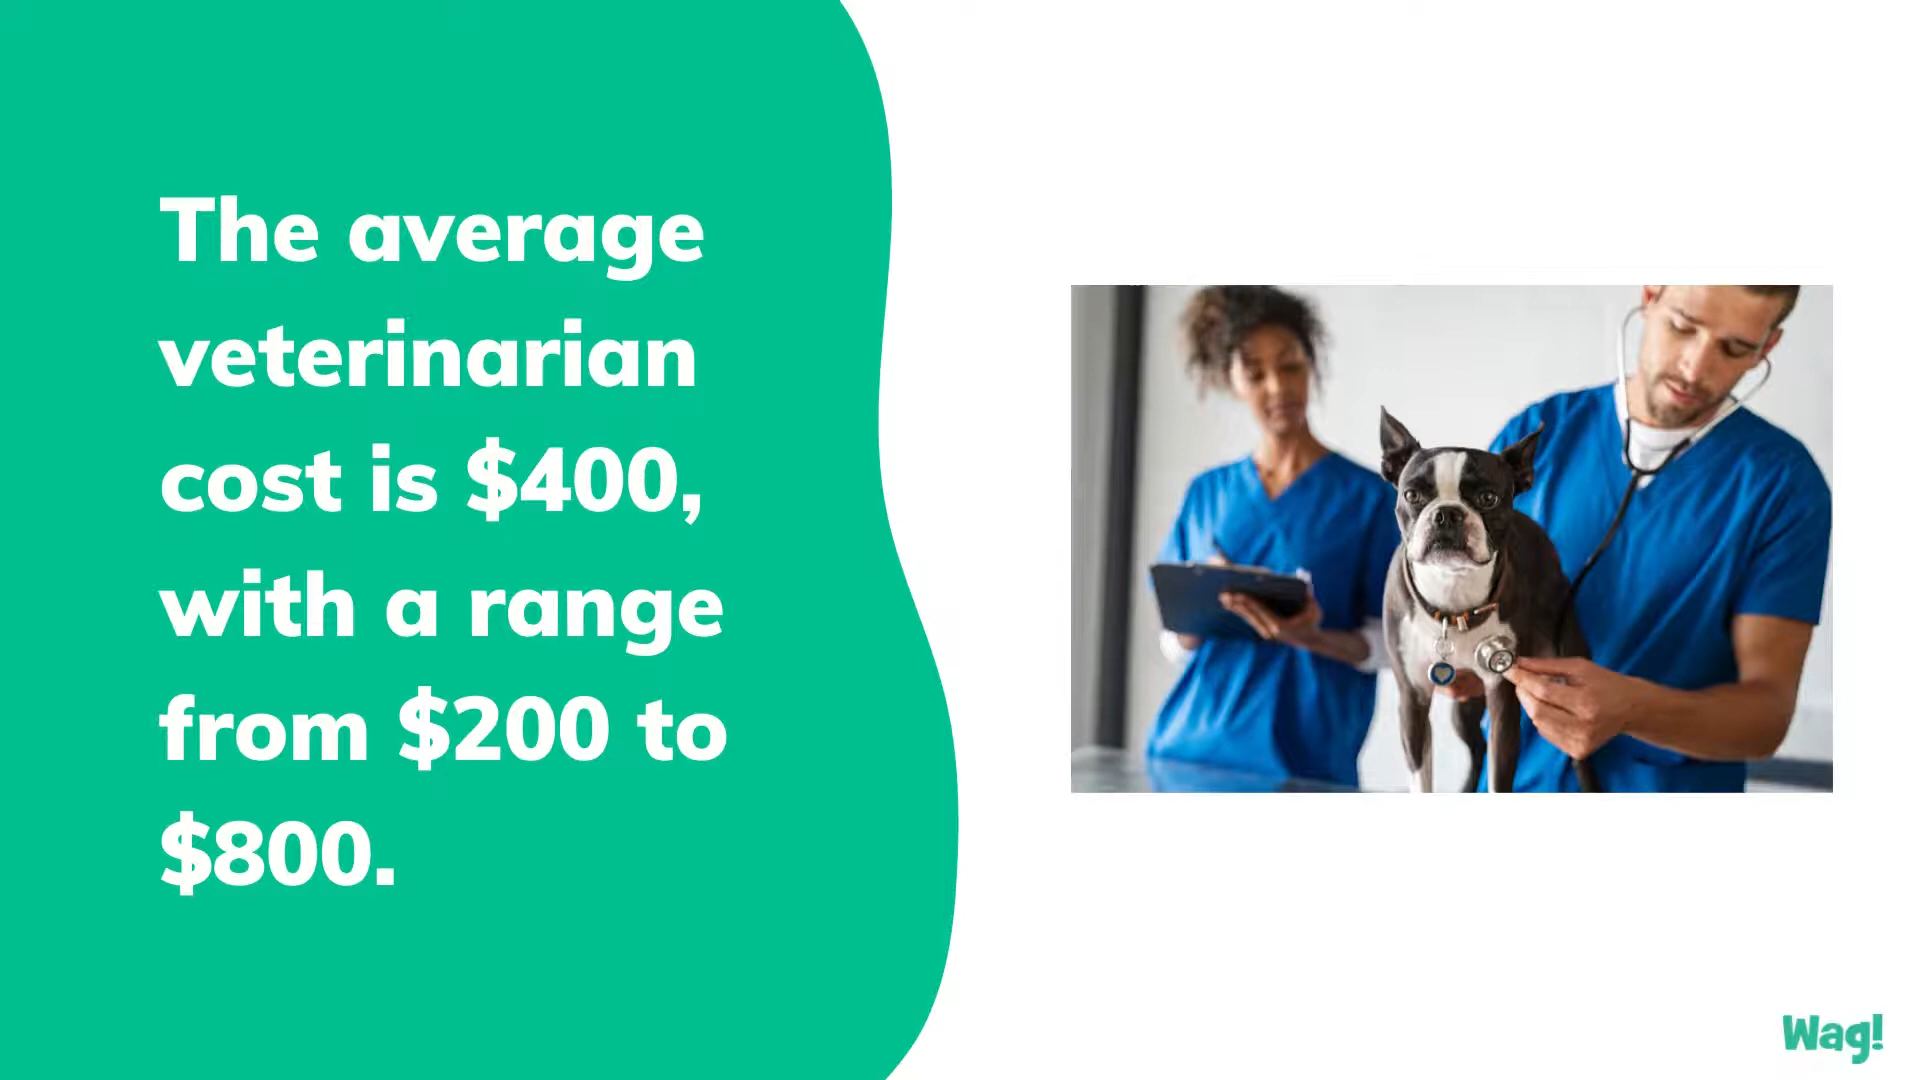 The average
veterinarian
cost is $400,
with a range
from $200 to
$800.
Wag!